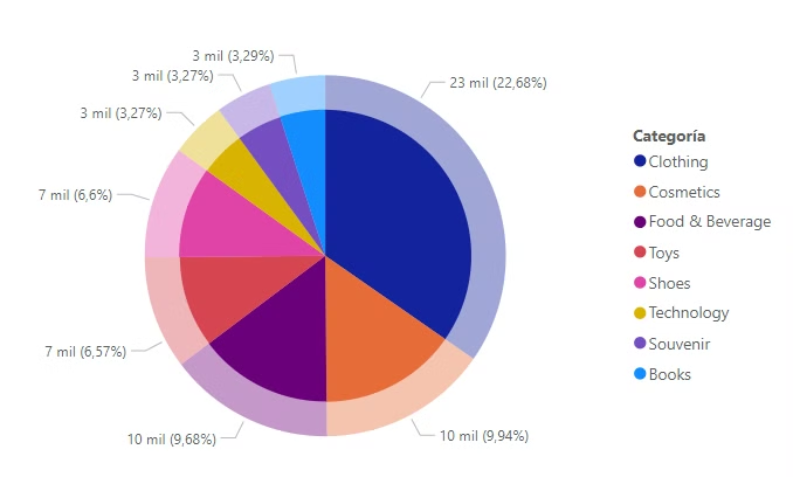 3 mil (3,29%)
3 mil (3,27%)
3 mil (3,27%)
7 mil (6,6%)
7 mil (6,57%)
10 mil (9,68%)
10 mil (9,94%)
23 mil (22,68%)
Categoría
Clothing
Cosmetics
Food & Beverage
Toys
Shoes
Technology
Souvenir
Books